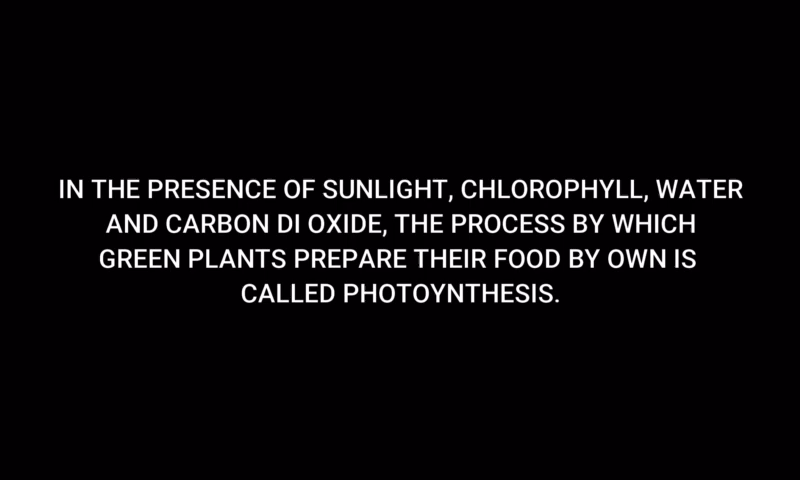 IN THE PRESENCE OF SUNLIGHT, CHLOROPHYLL, WATER
AND CARBON DI OXIDE, THE PROCESS BY WHICH
GREEN PLANTS PREPARE THEIR FOOD BY OWN IS
CALLED PHOTOYNTHESIS.